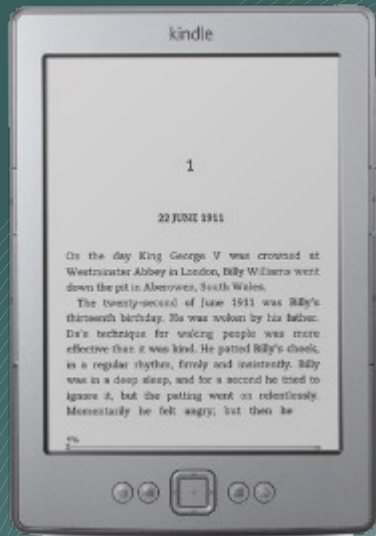 kindle
1
22 JUNE 1911
On the day King George V was crowned at
Westminster Abbey in London, Billy Williams went
down the pit in Aberowen, South Wales.
The twenty-second of June 1911 was Billy's
thirteenth birthday. He was woken by his father.
Da's technique for waking people was more
effective than it was kind. He patted Billy's cheek,
in a regular rhythm, firmly and insistently. Billy
was in a deep sleep, and for a second he tried to
ignore it, but the patting went on relentlessly.
Momentarily he felt angry; but then he